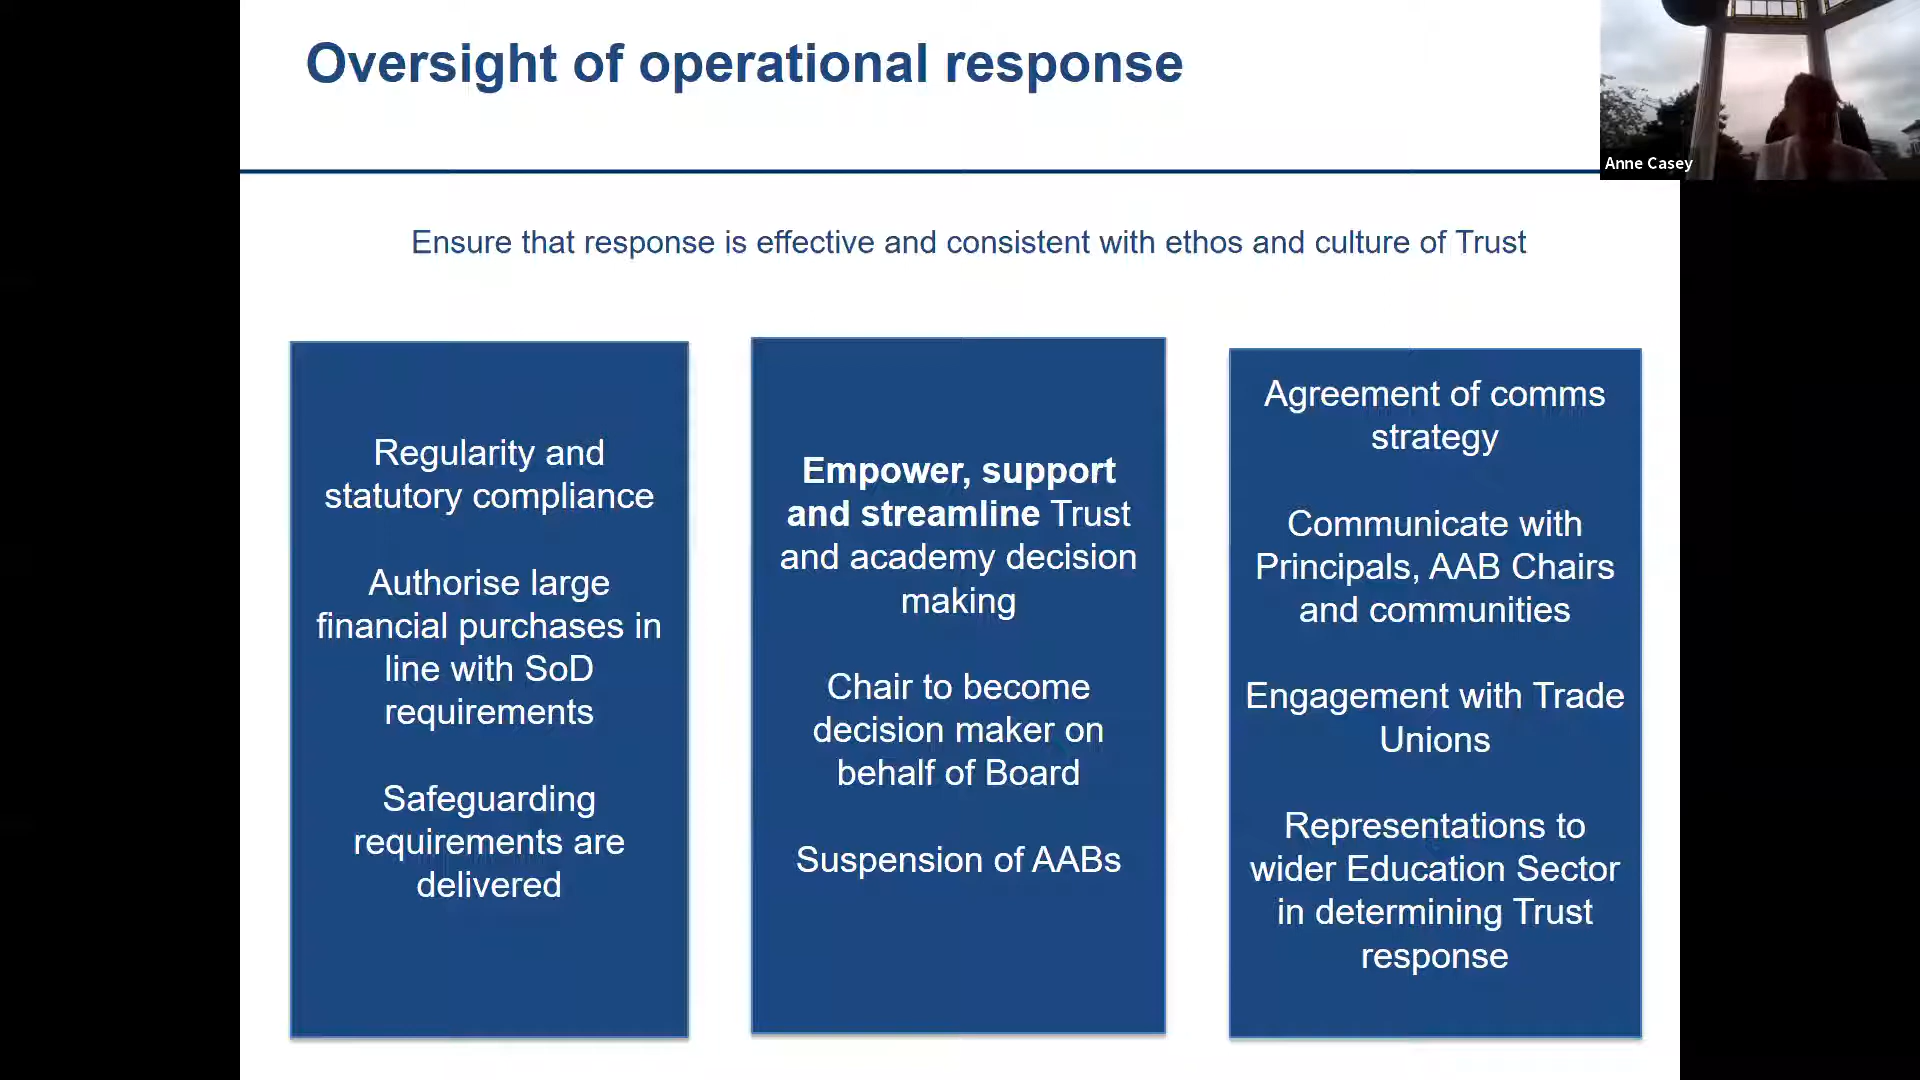 Oversight of operational response
Anne Casey
Ensure that response is effective and consistent with ethos and culture of Trust
Regularity and
statutory compliance
Authorise large
financial purchases in
line with SoD
requirements
Safeguarding
requirements are
delivered
Empower, support
and streamline Trust
and academy decision
making
Chair to become
decision maker on
behalf of Board
Suspension of AABs
Agreement of comms
strategy
Communicate with
Principals, AAB Chairs
and communities
Engagement with Trade
Unions
Representations to
wider Education Sector
in determining Trust
response